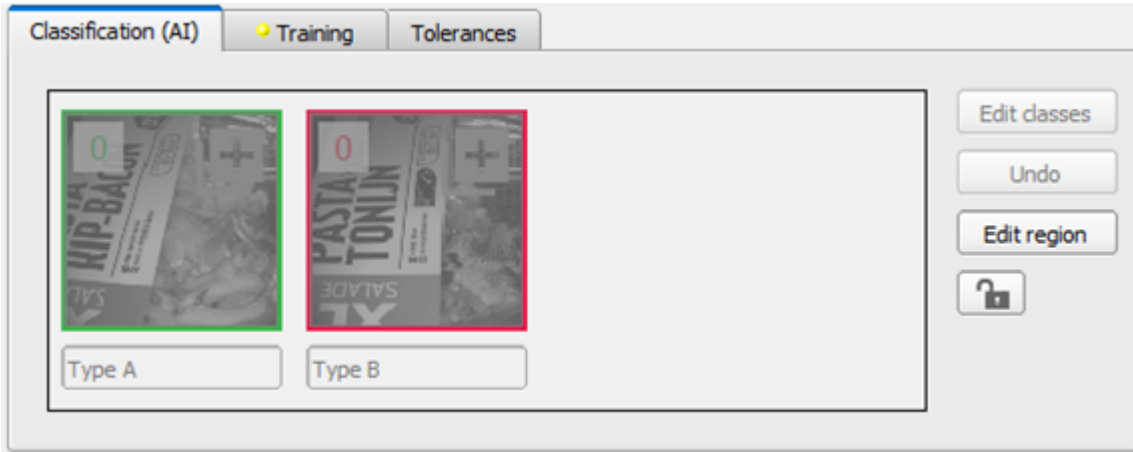 Classification (AI)
Training
Tolerances
0
PASTA
KIP-BACON
SALADE
XL
Type A
0
PASTA
TONIJN
SALADE
XL
Type B
Edit classes
Undo
Edit region